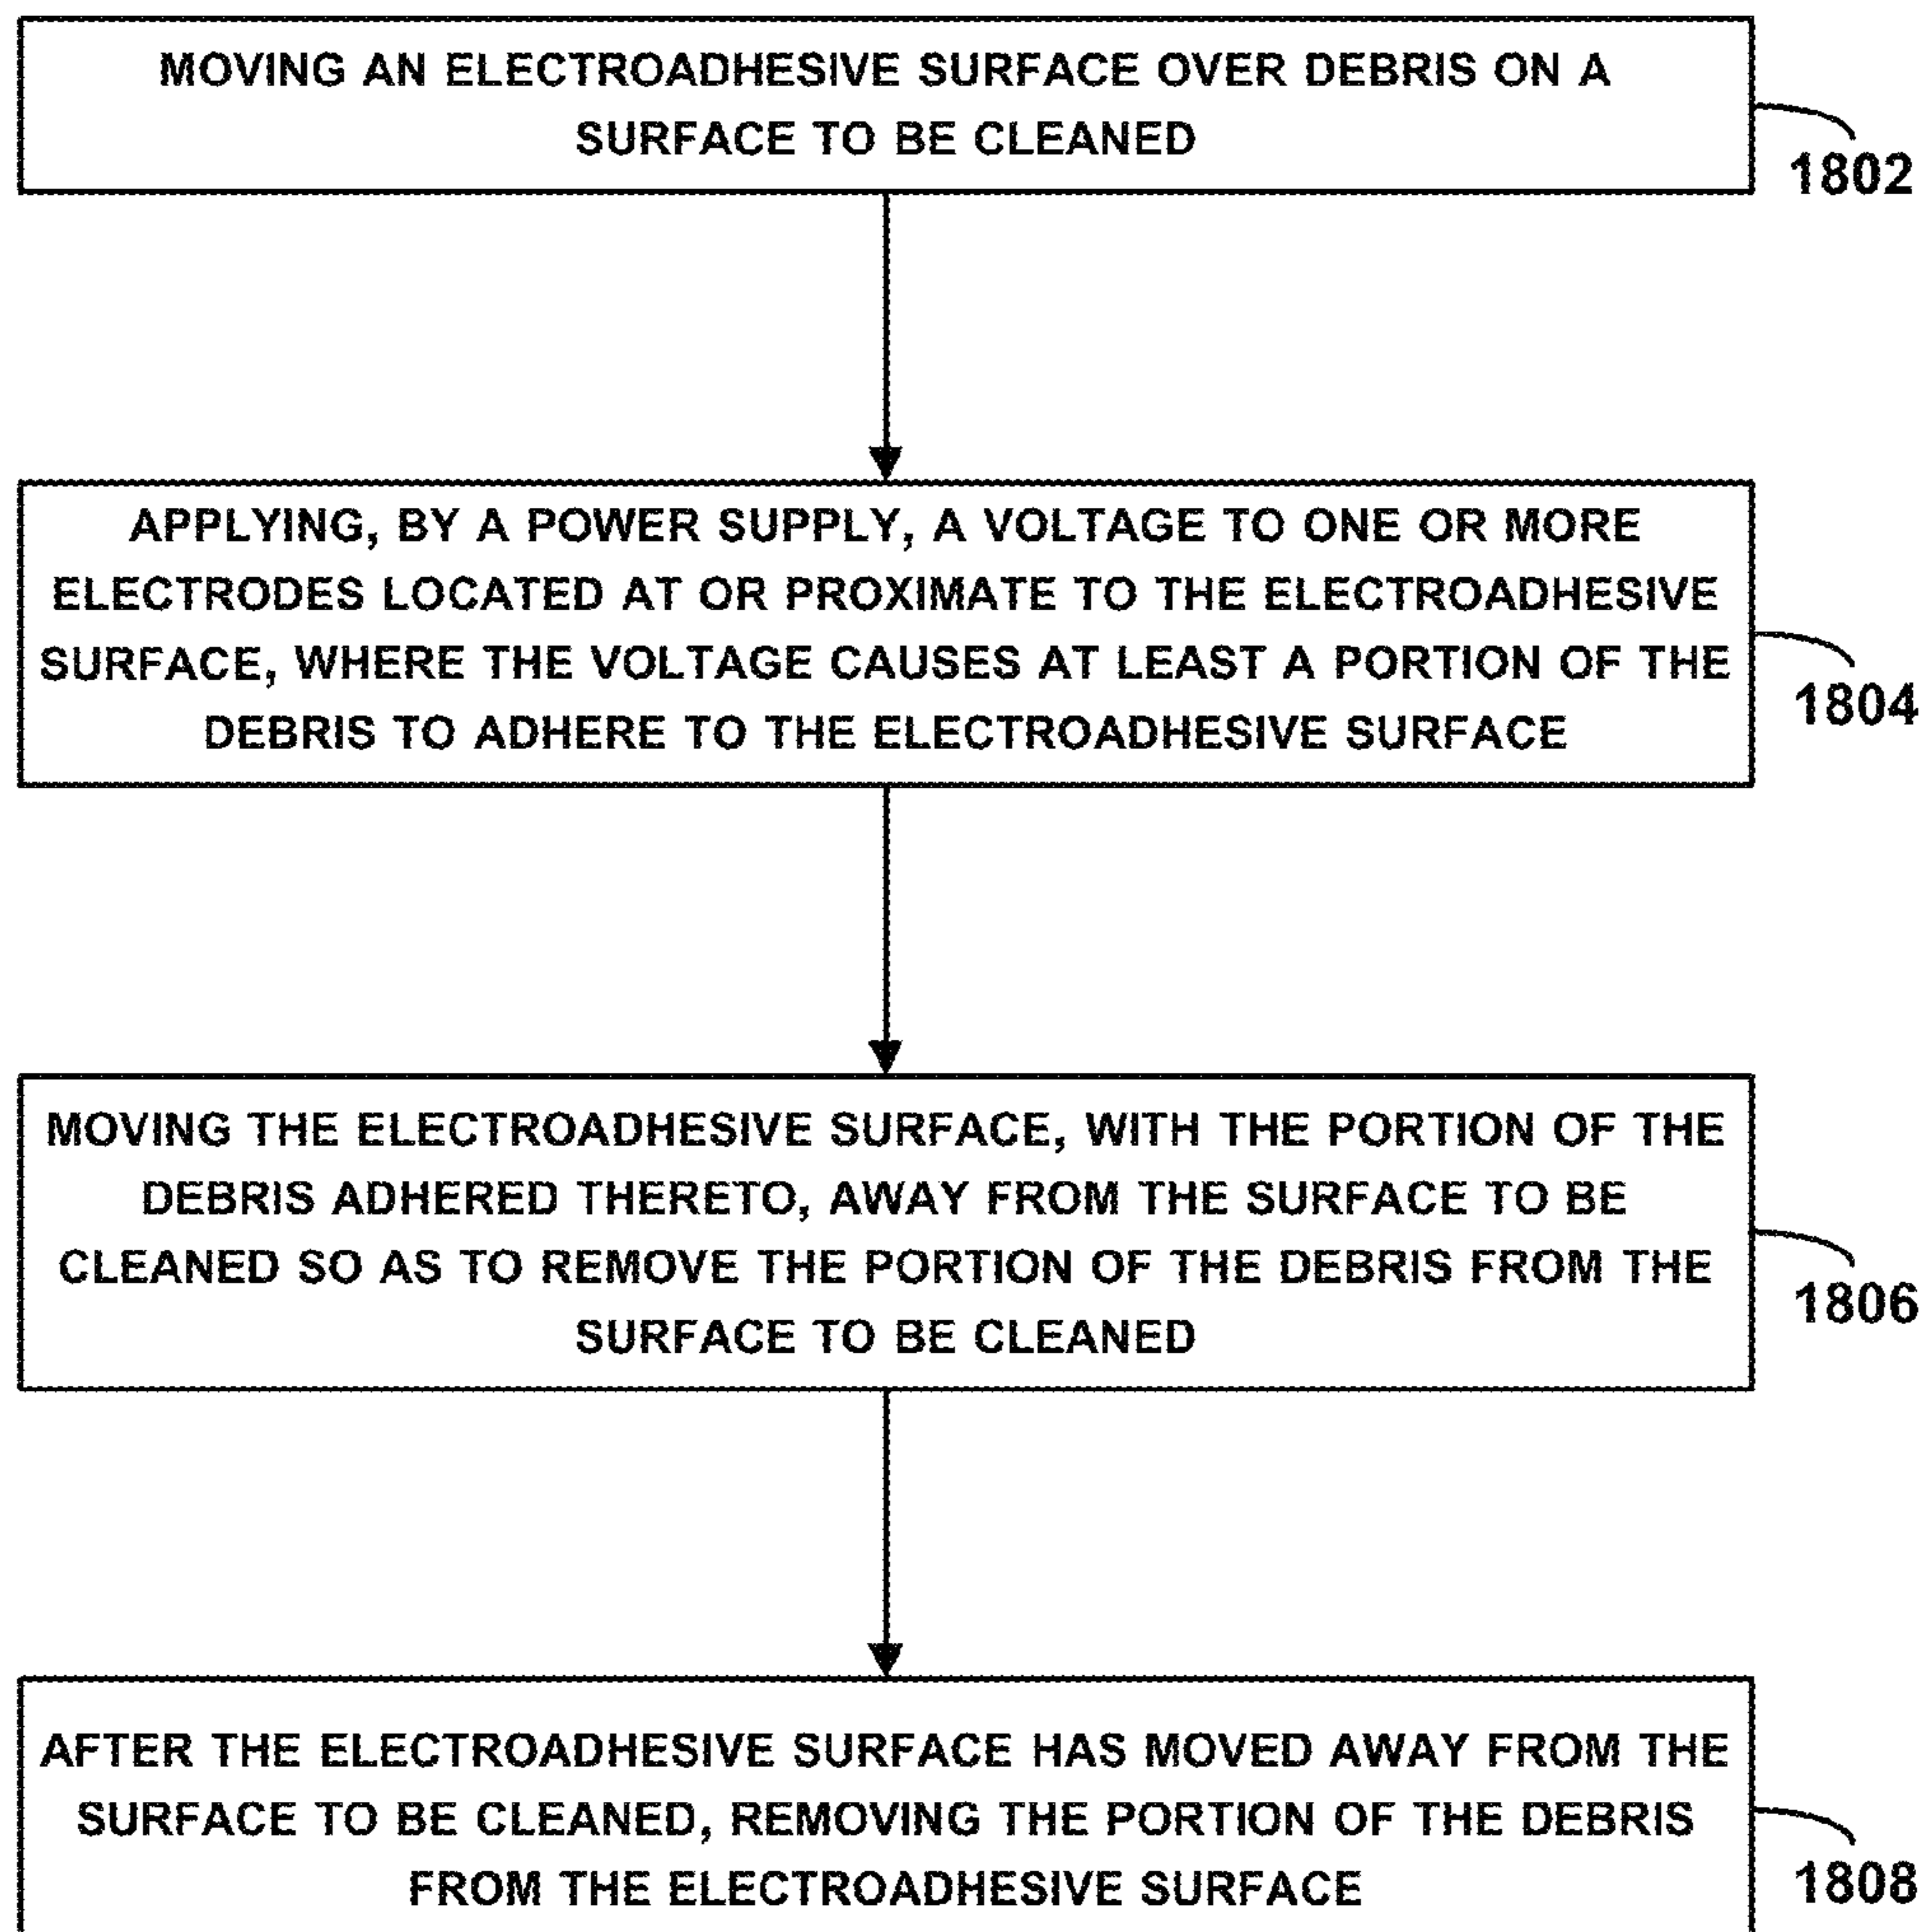 MOVING AN ELECTROADHESIVE SURFACE OVER DEBRIS ON A
SURFACE TO BE CLEANED
1802
APPLYING, BY A POWER SUPPLY, A VOLTAGE TO ONE OR MORE
ELECTRODES LOCATED AT OR PROXIMATE TO THE ELECTROADHESIVE
SURFACE, WHERE THE VOLTAGE CAUSES AT LEAST A PORTION OF THE
DEBRIS TO ADHERE TO THE ELECTROADHESIVE SURFACE
1804
MOVING THE ELECTROADHESIVE SURFACE, WITH THE PORTION OF THE
DEBRIS ADHERED THERETO, AWAY FROM THE SURFACE TO BE
CLEANED SO AS TO REMOVE THE PORTION OF THE DEBRIS FROM THE
SURFACE TO BE CLEANED
1806
AFTER THE ELECTROADHESIVE SURFACE HAS MOVED AWAY FROM THE
SURFACE TO BE CLEANED, REMOVING THE PORTION OF THE DEBRIS
FROM THE ELECTROADHESIVE SURFACE
1808